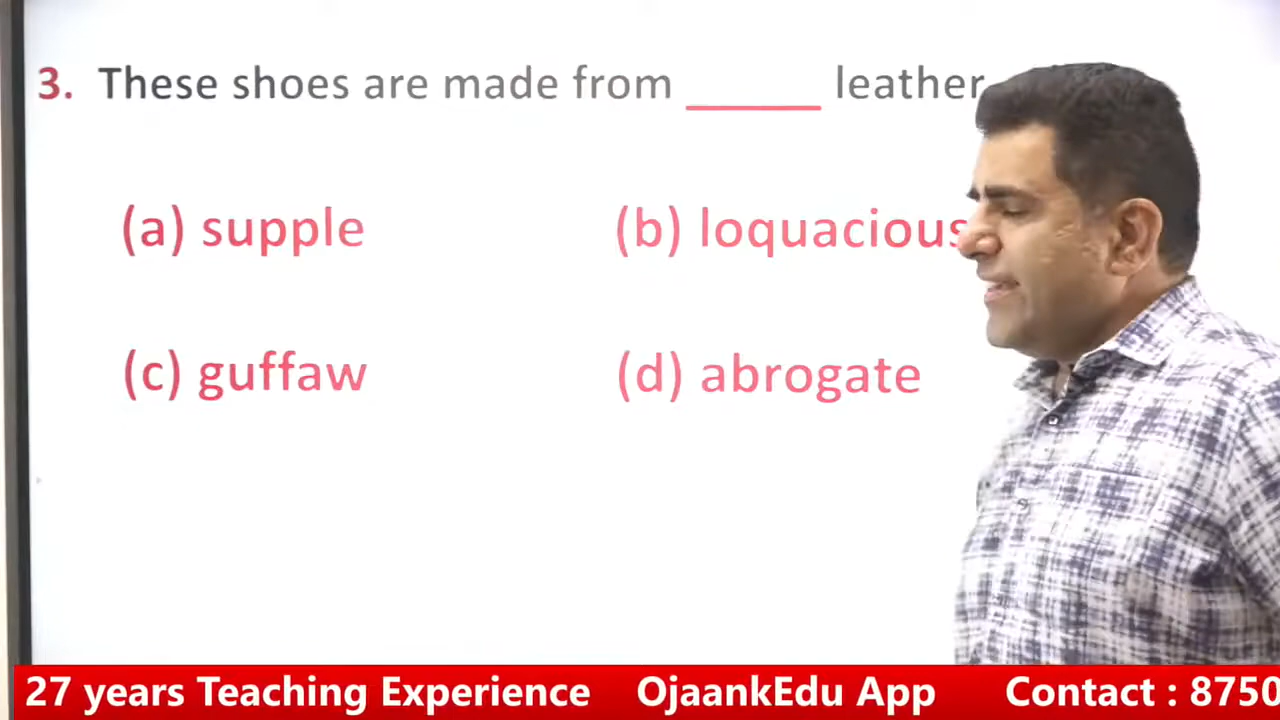 3. These shoes are made from ______ leather
(a) supple (b) loquacious
(c) guffaw (d) abrogate
27 years Teaching Experience OjaankEdu App Contact : 8750